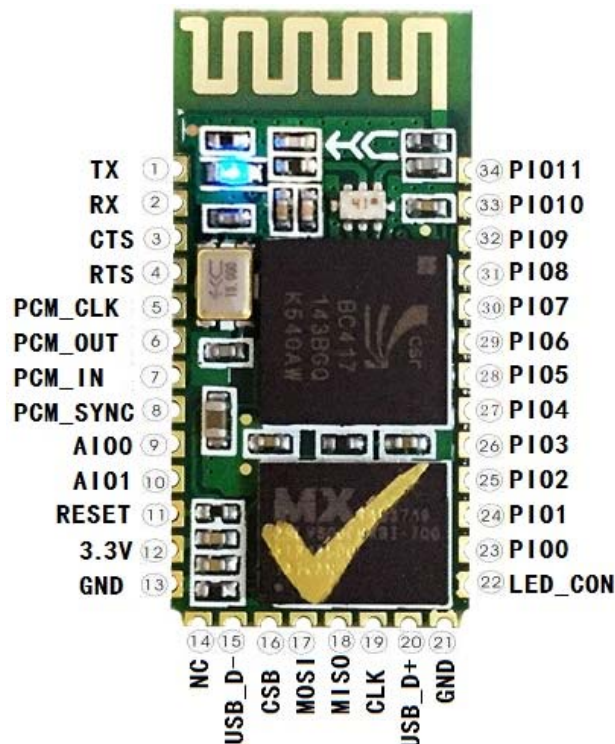 TX 1
RX 2
CTS 3
RTS 4
PCM_CLK 5
PCM_OUT 6
PCM_IN 7
PCM_SYNC 8
AIO0 9
AIO1 10
RESET 11
3.3V 12
GND 13
34 PIO11
33 PIO10
32 PIO9
31 PIO8
30 PIO7
29 PIO6
28 PIO5
27 PIO4
26 PIO3
25 PIO2
24 PIO1
23 PIO0
22 LED_CON
14 15 16 17 18 19 20 21
NC
USB_D-
CSB
MOSI
MISO
CLK
USB_D+
GND
csr
BC417
143BGQ
K640AW
MX